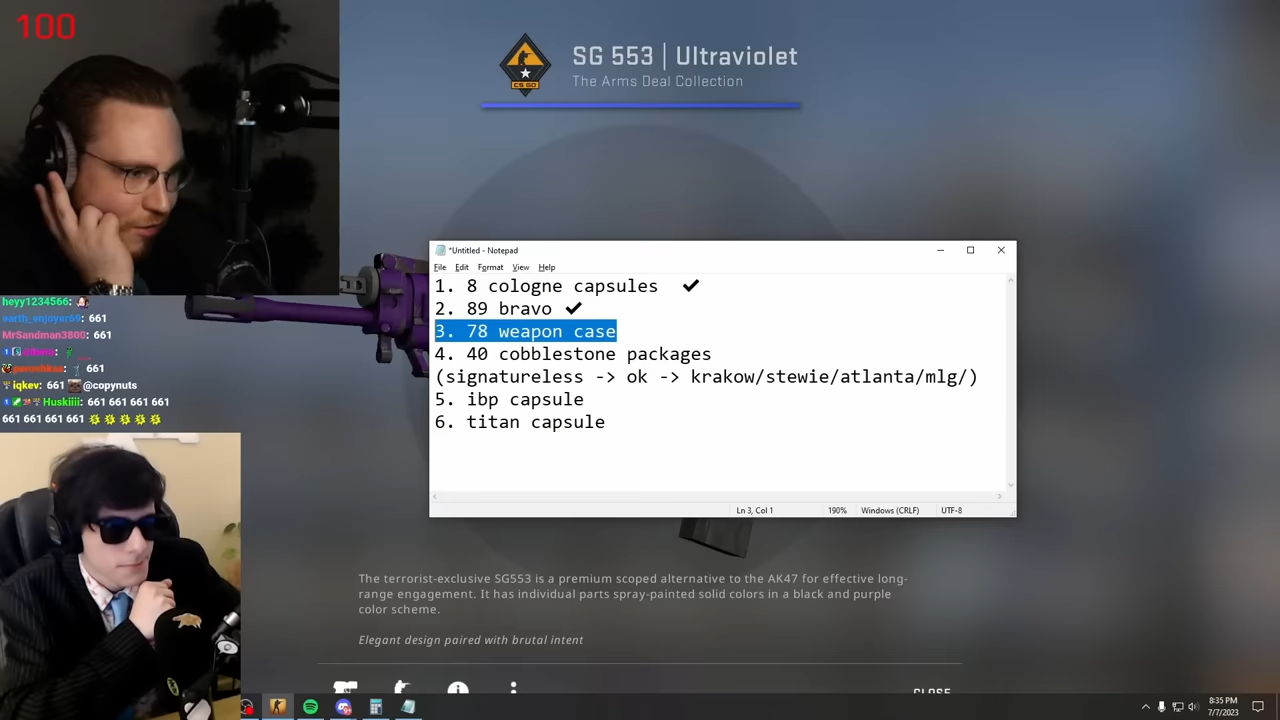 100
SG 553 | Ultraviolet
The Arms Deal Collection
CS GO
*Untitled - Notepad
File Edit Format View Help
1. 8 cologne capsules ✔
2. 89 bravo ✔
3. 78 weapon case
4. 40 cobblestone packages
(signatureless -> ok -> krakow/stewie/atlanta/mlg/)
5. ibp capsule
6. titan capsule
Ln 3, Col 1 190% Windows (CRLF) UTF-8
heyy1234566:
earth_enjoyer69: 661
MrSandman3800: 661
661
iqkev: 661 @copynuts
Huskiiii: 661 661 661 661
661 661 661 661
The terrorist-exclusive SG553 is a premium scoped alternative to the AK47 for effective long-
range engagement. It has individual parts spray-painted solid colors in a black and purple
color scheme.
Elegant design paired with brutal intent
CLOSE
8:35 PM
7/7/2023